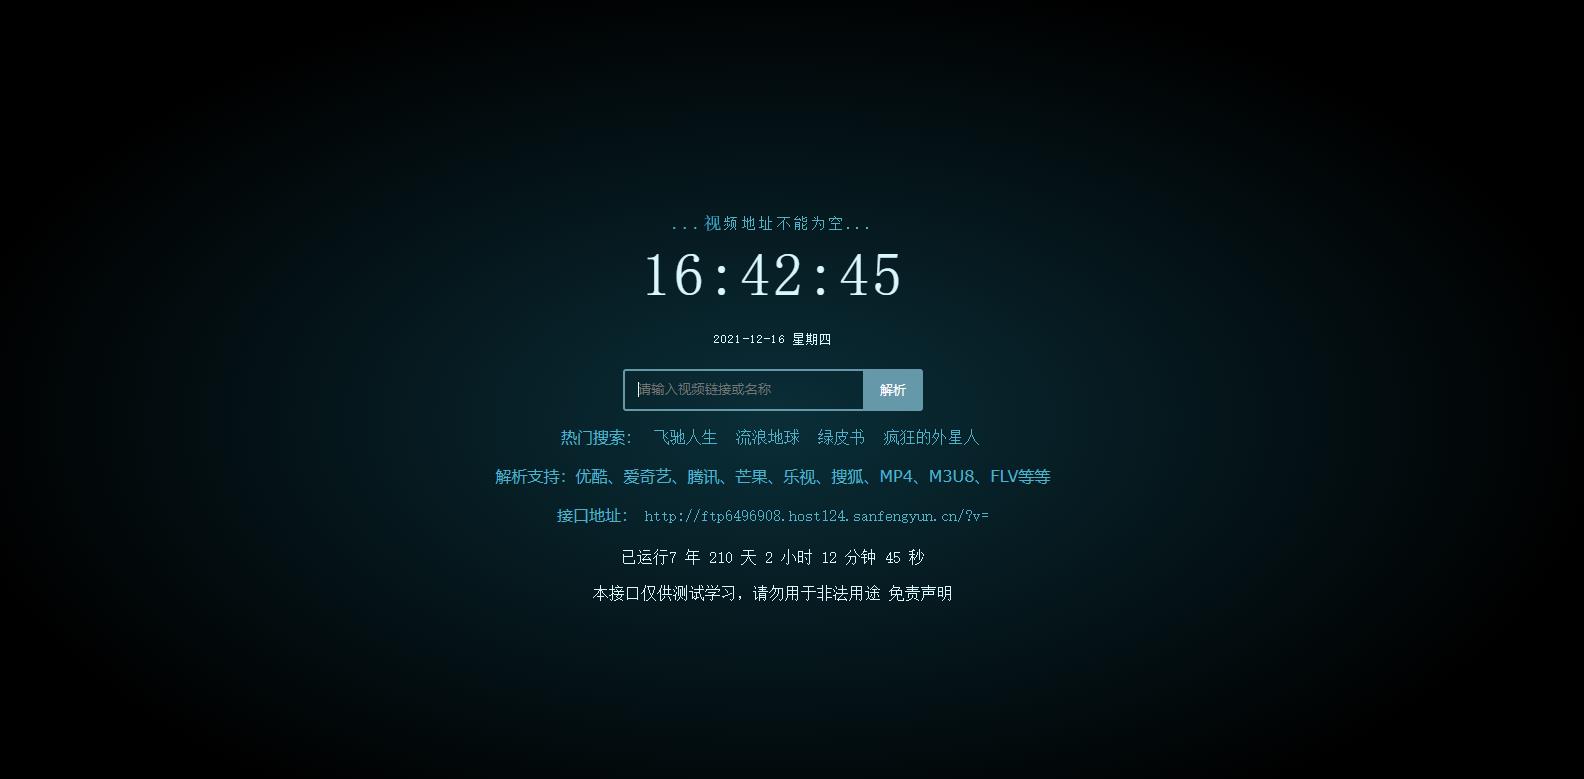 ...视频地址不能为空...
16:42:45
2021-12-16 星期四
请输入视频链接或名称 解析
热门搜索： 飞驰人生 流浪地球 绿皮书 疯狂的外星人
解析支持：优酷、爱奇艺、腾讯、芒果、乐视、搜狐、MP4、M3U8、FLV等等
接口地址： http://ftp6496908.host124.sanfengyun.cn/?v=
已运行7 年 210 天 2 小时 12 分钟 45 秒
本接口仅供测试学习，请勿用于非法用途 免责声明